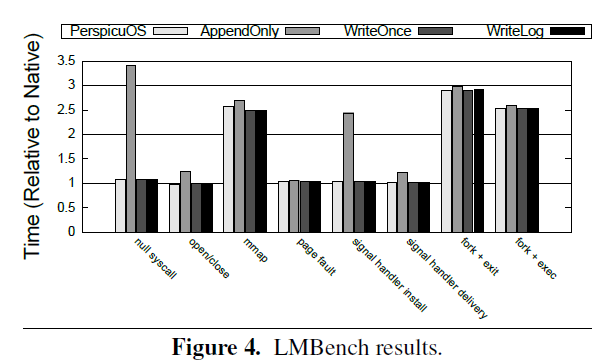 PerspicuOS AppendOnly WriteOnce WriteLog
Time (Relative to Native)
3.5
3
2.5
2
1.5
1
0.5
0
null syscall
open/close
mmap
page fault
signal handler install
signal handler delivery
fork + exit
fork + exec
Figure 4. LMBench results.